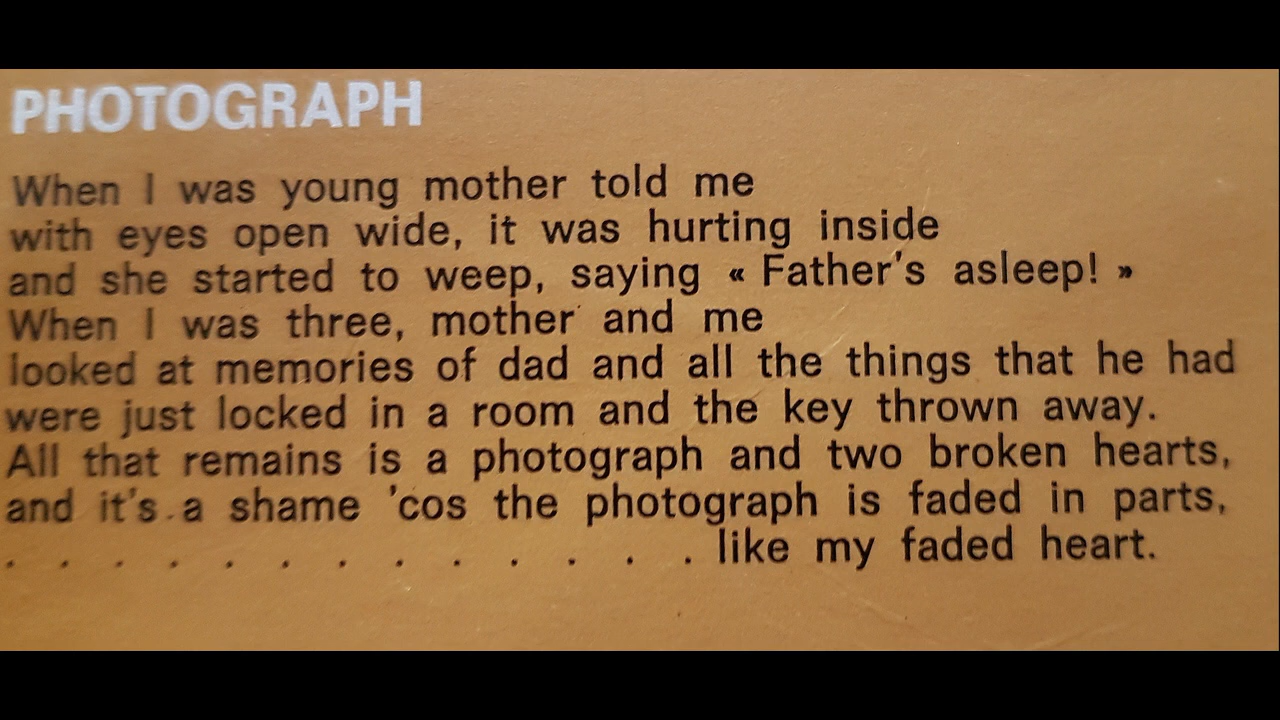 PHOTOGRAPH
When I was young mother told me
with eyes open wide, it was hurting inside
and she started to weep, saying « Father's asleep! »
When I was three, mother and me
looked at memories of dad and all the things that he had
were just locked in a room and the key thrown away.
All that remains is a photograph and two broken hearts,
and it's a shame 'cos the photograph is faded in parts,
. . . . . . . . . . . . . like my faded heart.